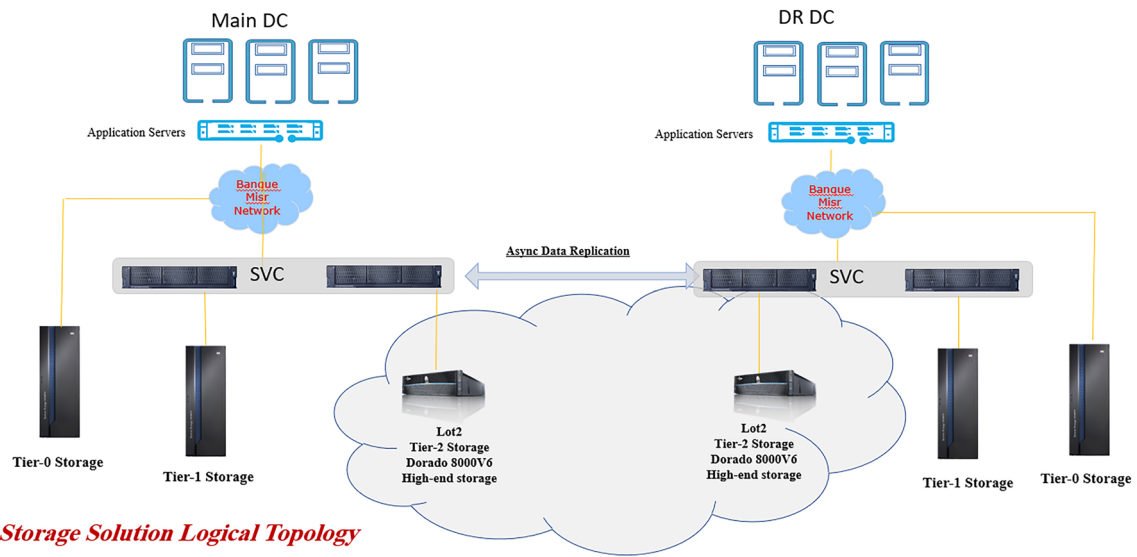 Main DC
DR DC
Application Servers
Application Servers
Banque
Misr
Network
Banque
Misr
Network
Async Data Replication
SVC
SVC
Lot2
Tier-2 Storage
Dorado 8000V6
High-end storage
Lot2
Tier-2 Storage
Dorado 8000V6
High-end storage
Tier-0 Storage
Tier-1 Storage
Tier-1 Storage
Tier-0 Storage
Storage Solution Logical Topology